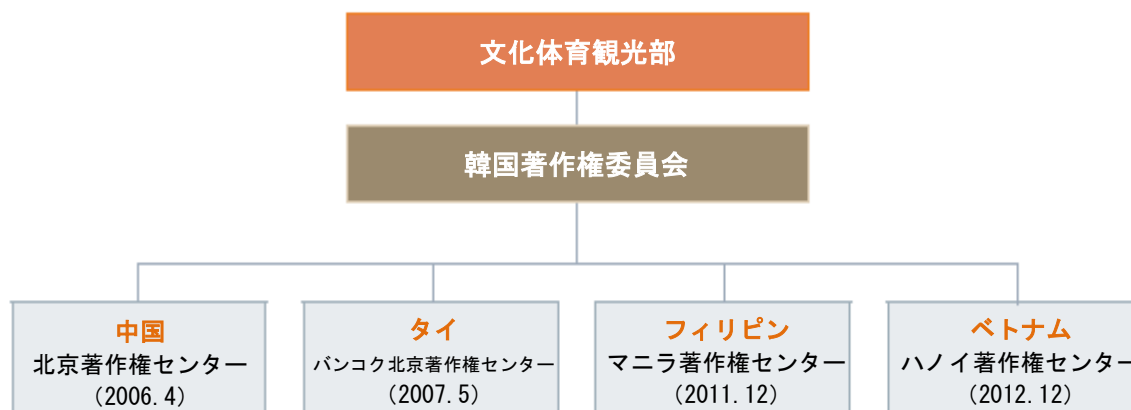 文化体育観光部
韓国著作権委員会
中国
北京著作権センター
(2006.4)
タイ
バンコク北京著作権センター
(2007.5)
フィリピン
マニラ著作権センター
(2011.12)
ベトナム
ハノイ著作権センター
(2012.12)